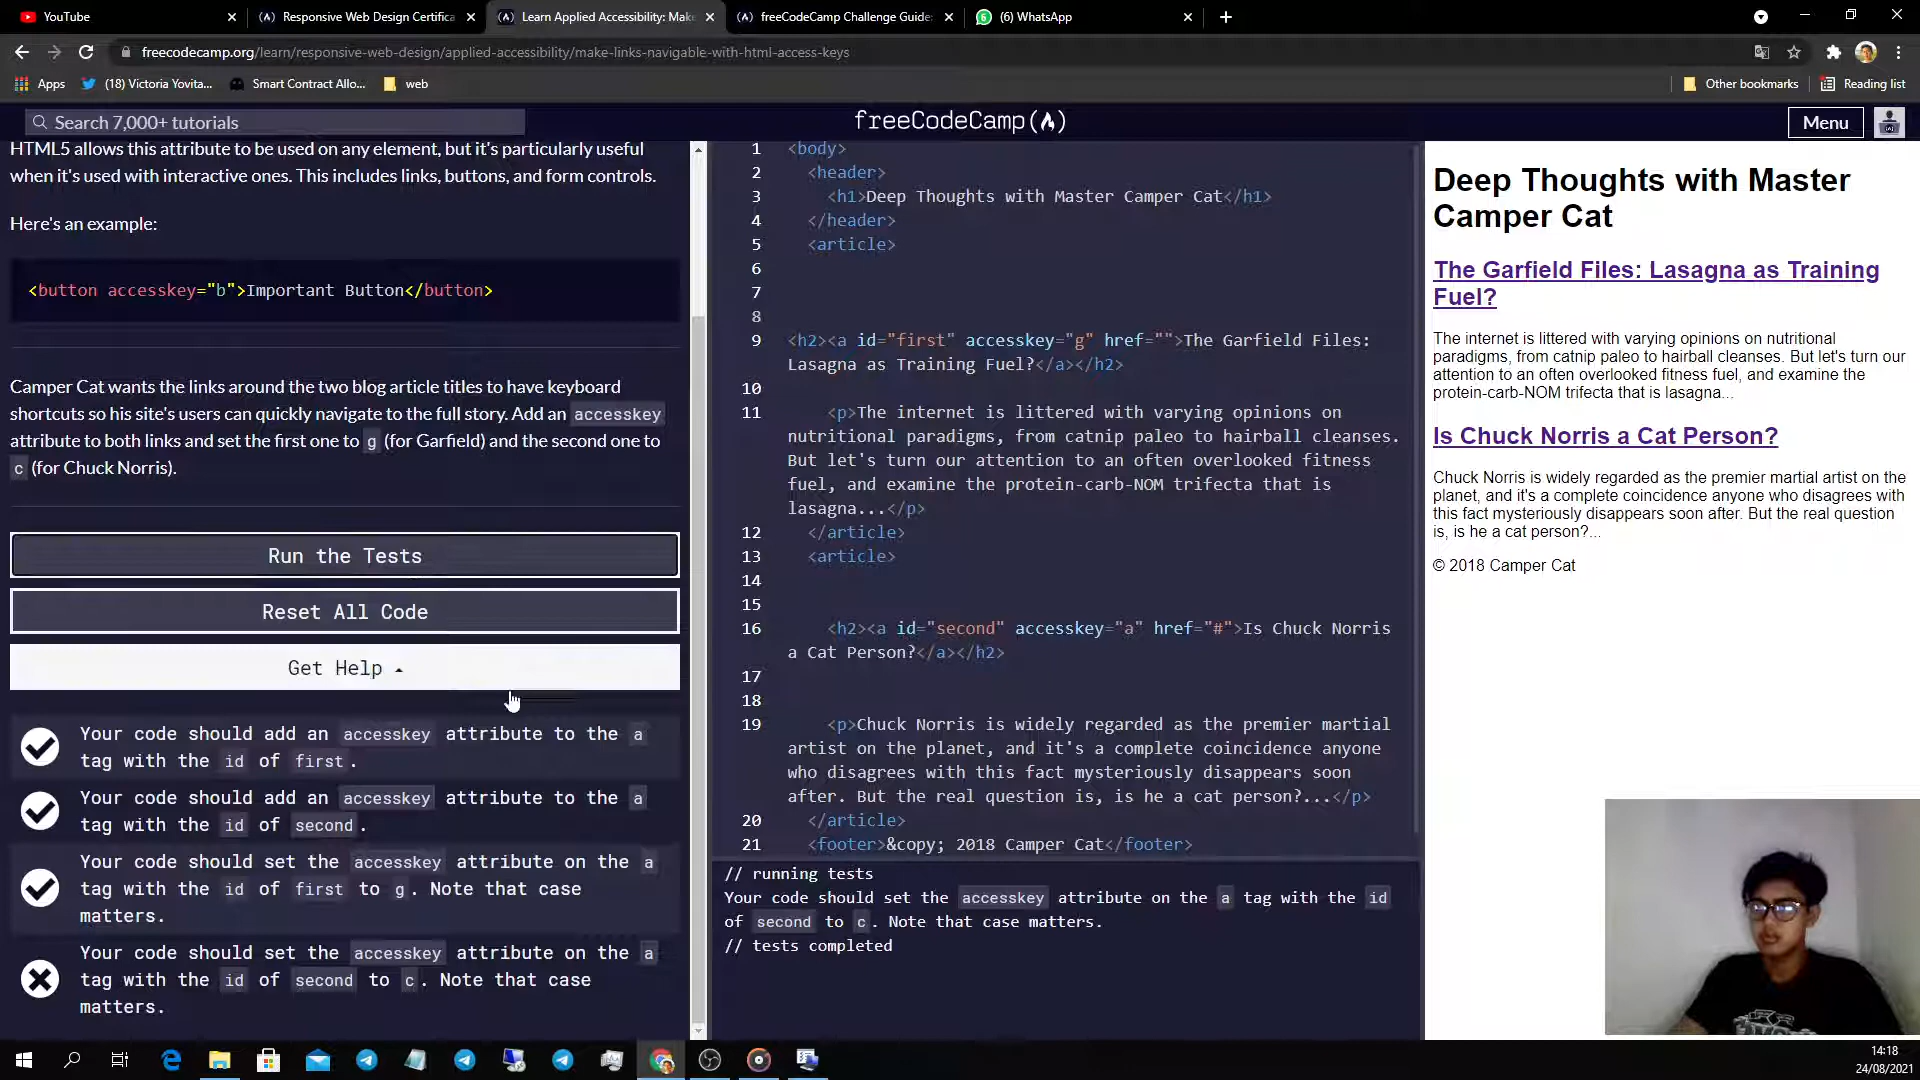 YouTube
Responsive Web Design Certifica
Learn Applied Accessibility: Make
freeCodeCamp Challenge Guide:
(6) WhatsApp
freecodecamp.org/learn/responsive-web-design/applied-accessibility/make-links-navigable-with-html-access-keys
Apps
(18) Victoria Yovita...
Smart Contract Allo...
web
Other bookmarks
Reading list
Search 7,000+ tutorials
freeCodeCamp(
)
Menu
HTML5 allows this attribute to be used on any element, but it's particularly useful
when it's used with interactive ones. This includes links, buttons, and form controls.
Here's an example:
<button accesskey="b">Important Button</button>
Camper Cat wants the links around the two blog article titles to have keyboard
shortcuts so his site's users can quickly navigate to the full story. Add an accesskey
attribute to both links and set the first one to g (for Garfield) and the second one to
c (for Chuck Norris).
Run the Tests
Reset All Code
Get Help
Your code should add an accesskey attribute to the a
tag with the id of first.
Your code should add an accesskey attribute to the a
tag with the id of second.
Your code should set the accesskey attribute on the a
tag with the id of first to g. Note that case
matters.
Your code should set the accesskey attribute on the a
tag with the id of second to c. Note that case
matters.
1 <body>
2 <header>
3 <h1>Deep Thoughts with Master Camper Cat</h1>
4 </header>
5 <article>
6
7
8
9 <h2><a id="first" accesskey="g" href="">The Garfield Files:
Lasagna as Training Fuel?</a></h2>
10
11 <p>The internet is littered with varying opinions on
nutritional paradigms, from catnip paleo to hairball cleanses.
But let's turn our attention to an often overlooked fitness
fuel, and examine the protein-carb-NOM trifecta that is
lasagna...</p>
12 </article>
13 <article>
14
15
16 <h2><a id="second" accesskey="a" href="#">Is Chuck Norris
a Cat Person?</a></h2>
17
18
19 <p>Chuck Norris is widely regarded as the premier martial
artist on the planet, and it's a complete coincidence anyone
who disagrees with this fact mysteriously disappears soon
after. But the real question is, is he a cat person?...</p>
20 </article>
21 <footer>&copy; 2018 Camper Cat</footer>
// running tests
Your code should set the accesskey attribute on the a tag with the id
of second to c. Note that case matters.
// tests completed
Deep Thoughts with Master
Camper Cat
The Garfield Files: Lasagna as Training
Fuel?
The internet is littered with varying opinions on nutritional
paradigms, from catnip paleo to hairball cleanses. But let's turn our
attention to an often overlooked fitness fuel, and examine the
protein-carb-NOM trifecta that is lasagna...
Is Chuck Norris a Cat Person?
Chuck Norris is widely regarded as the premier martial artist on the
planet, and it's a complete coincidence anyone who disagrees with
this fact mysteriously disappears soon after. But the real question
is, is he a cat person?...
© 2018 Camper Cat
14:18
24/08/2021